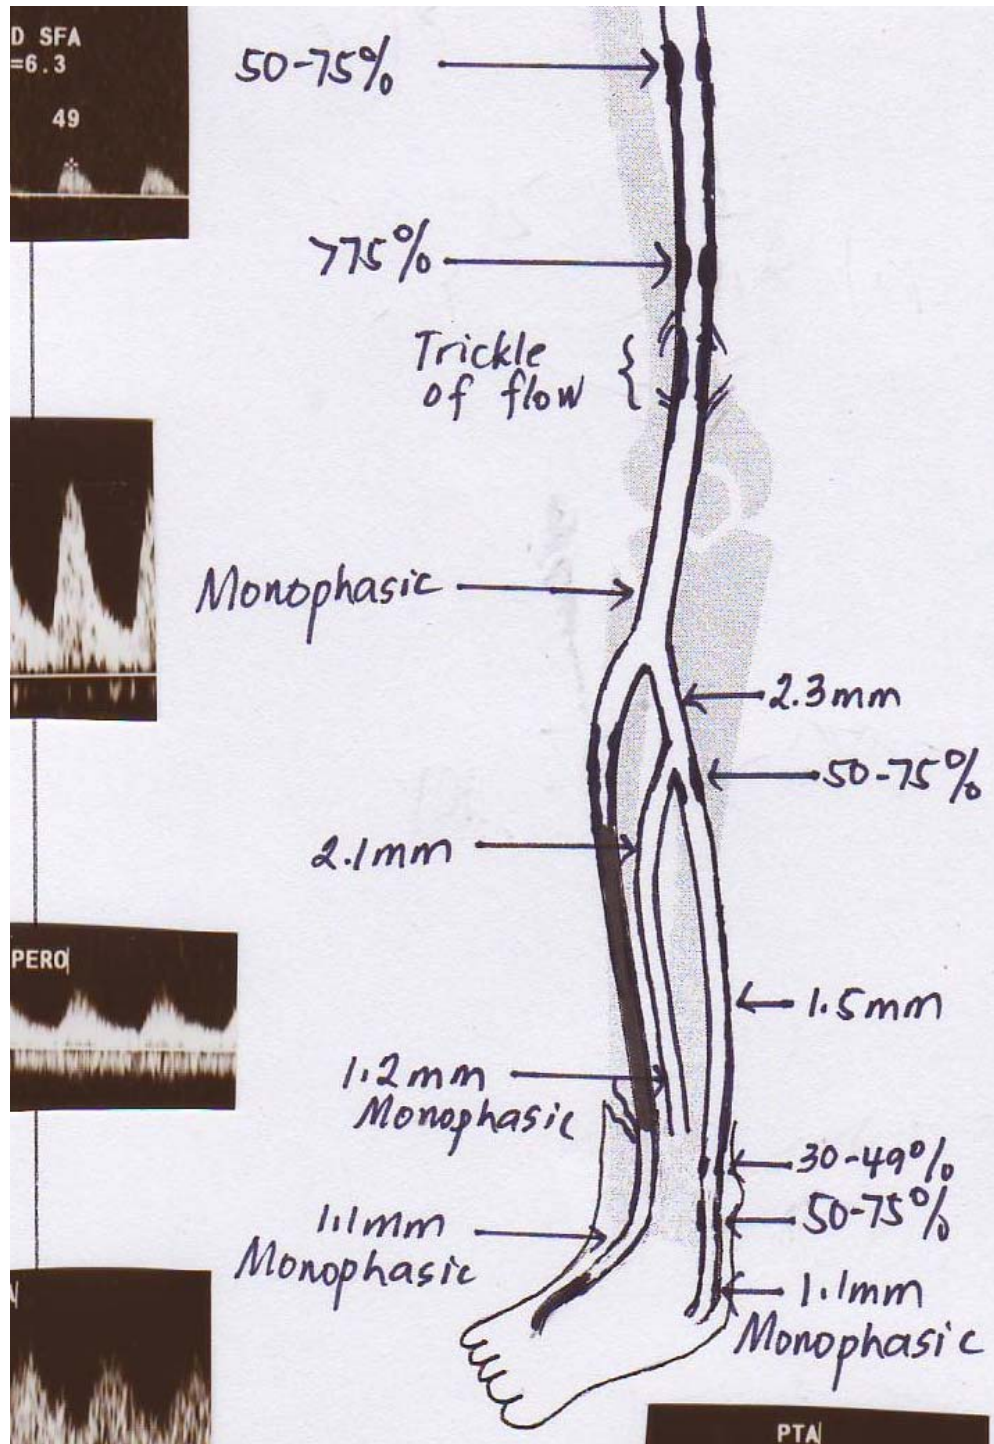 D SFA
=6.3
49
50-75%
>75%
Trickle
of flow
Monophasic
2.3mm
50-75%
2.1mm
PERO
1.5mm
1.2mm
Monophasic
30-49%
50-75%
1.1mm
Monophasic
1.1mm
Monophasic
PTA